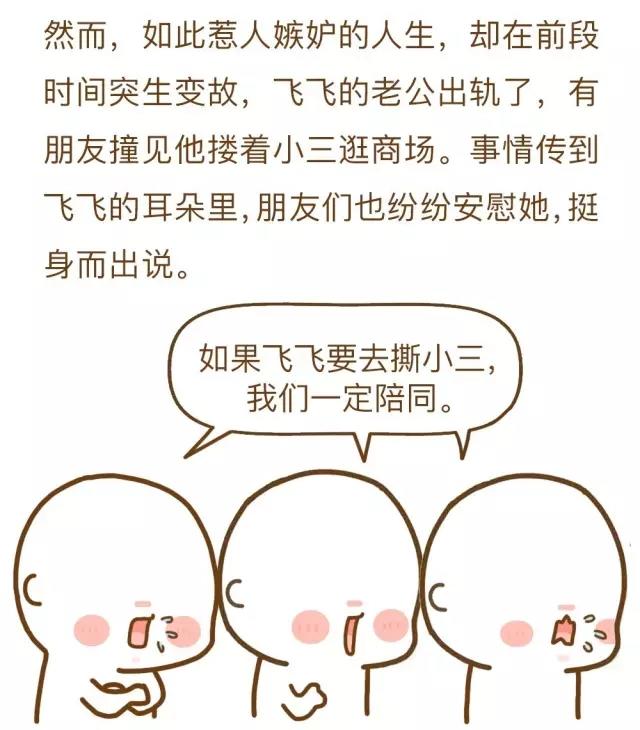 然而，如此惹人嫉妒的人生，却在前段
时间突生变故，飞飞的老公出轨了，有
朋友撞见他搂着小三逛商场。事情传到
飞飞的耳朵里,朋友们也纷纷安慰她,挺
身而出说。
如果飞飞要去撕小三,
我们一定陪同。